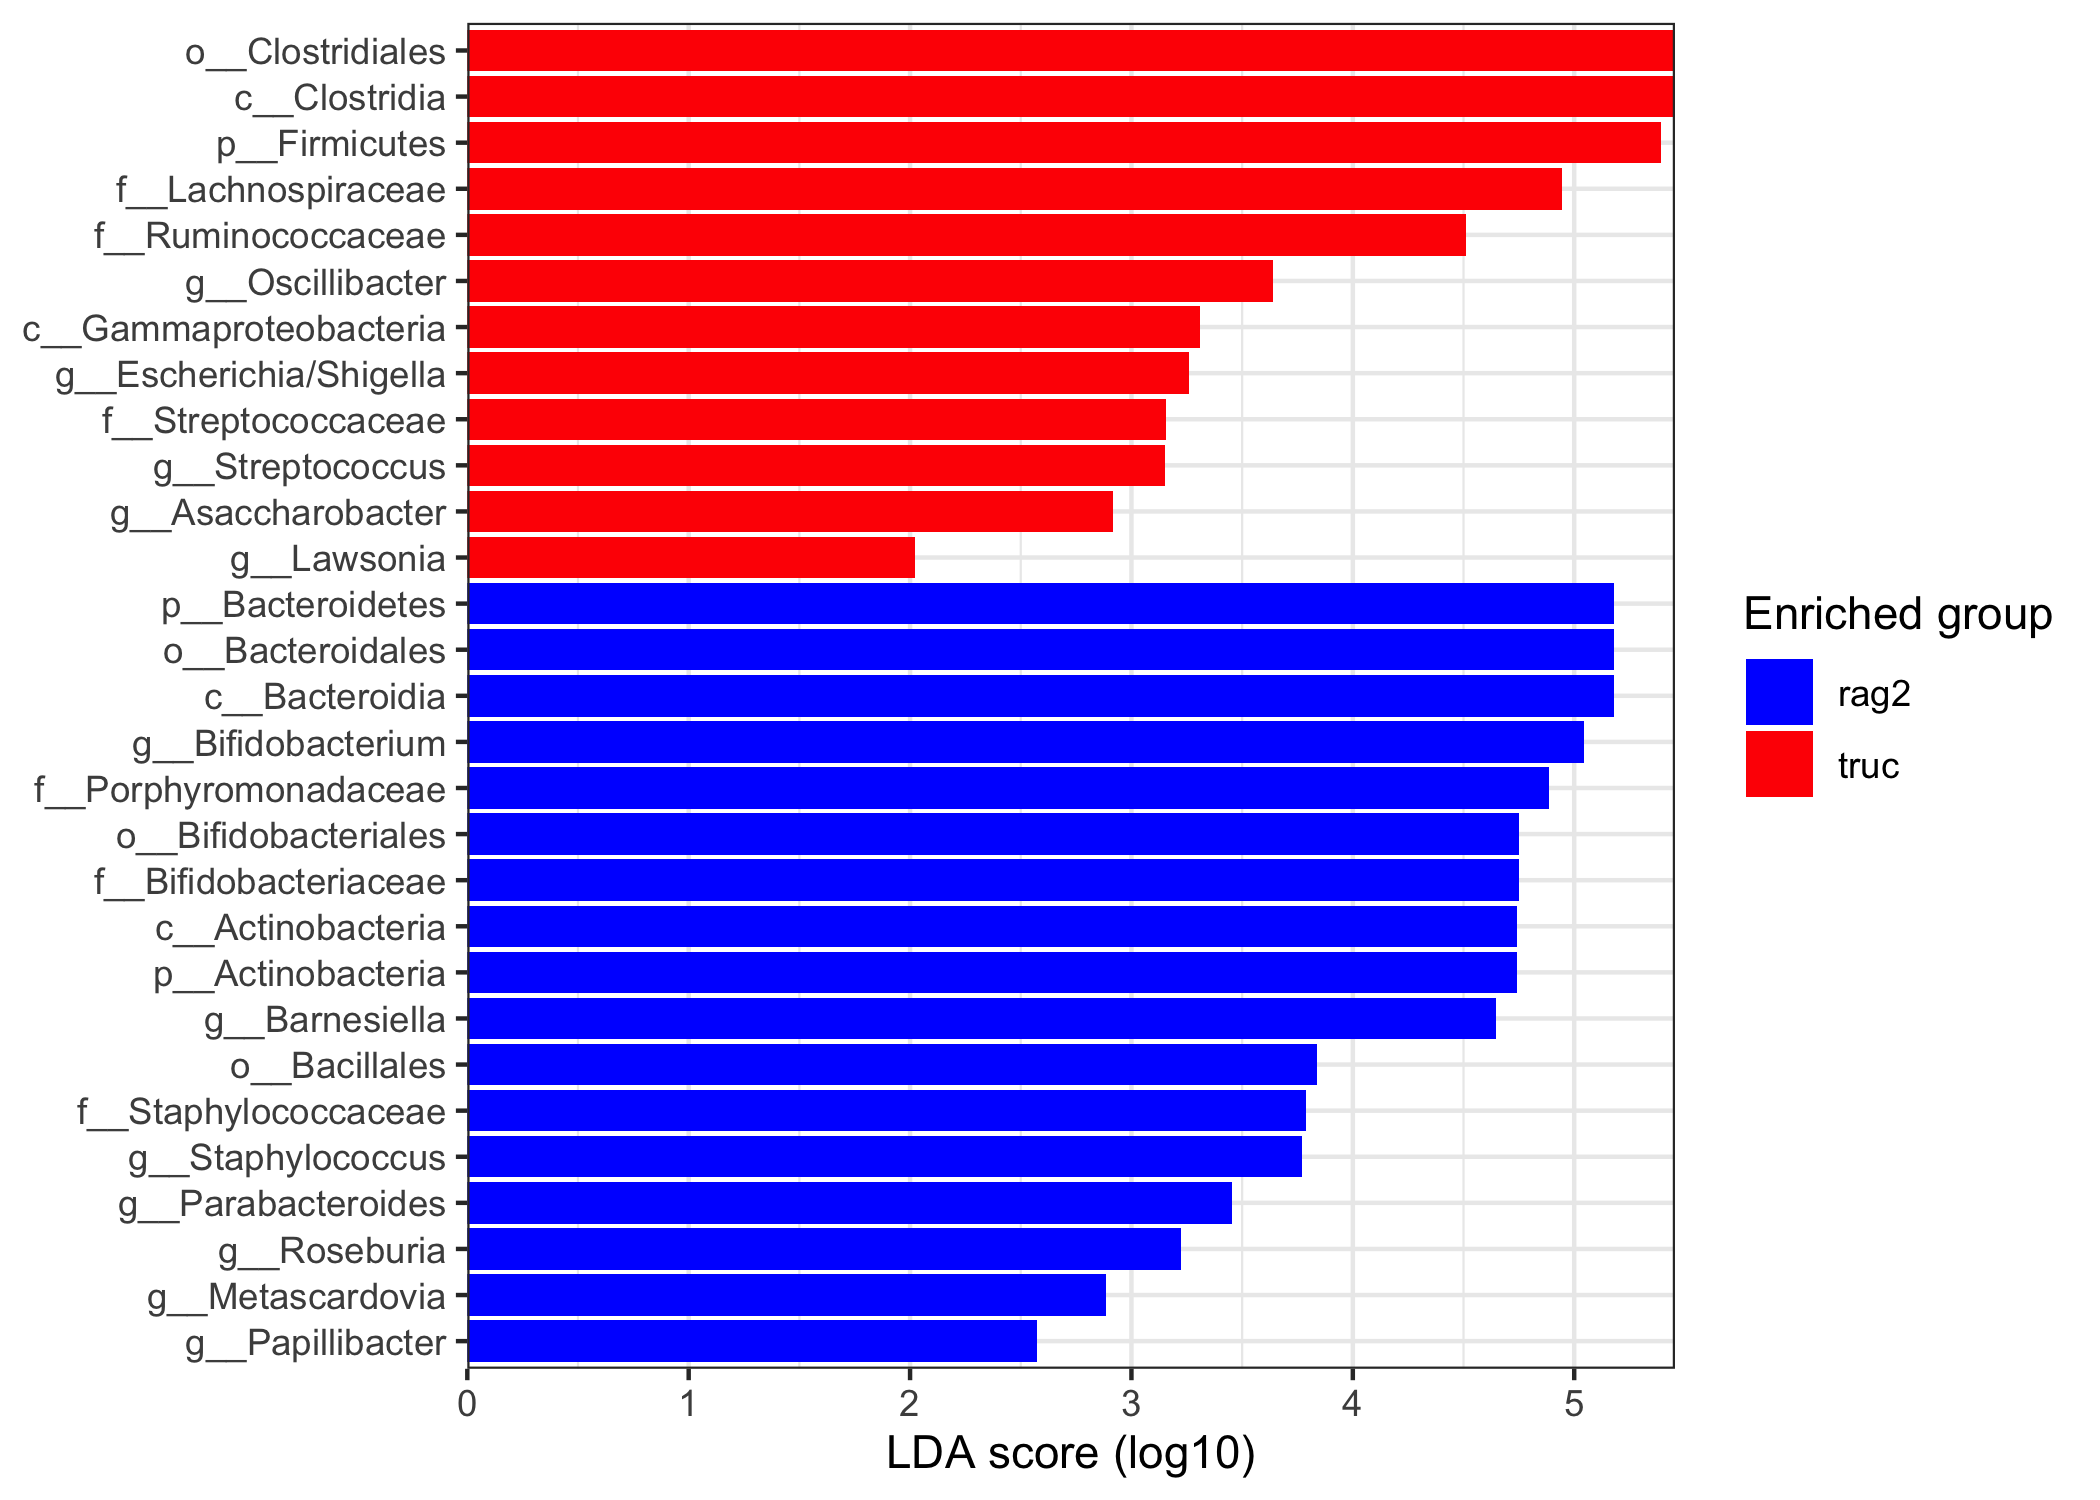 o__Clostridiales
c__Clostridia
p__Firmicutes
f__Lachnospiraceae
f__Ruminococcaceae
g__Oscillibacter
c__Gammaproteobacteria
g__Escherichia/Shigella
f__Streptococcaceae
g__Streptococcus
g__Asaccharobacter
g__Lawsonia
p__Bacteroidetes
o__Bacteroidales
c__Bacteroidia
g__Bifidobacterium
f__Porphyromonadaceae
o__Bifidobacteriales
f__Bifidobacteriaceae
c__Actinobacteria
p__Actinobacteria
g__Barnesiella
o__Bacillales
f__Staphylococcaceae
g__Staphylococcus
g__Parabacteroides
g__Roseburia
g__Metascardovia
g__Papillibacter
0 1 2 3 4 5
LDA score (log10)
Enriched group
rag2
truc